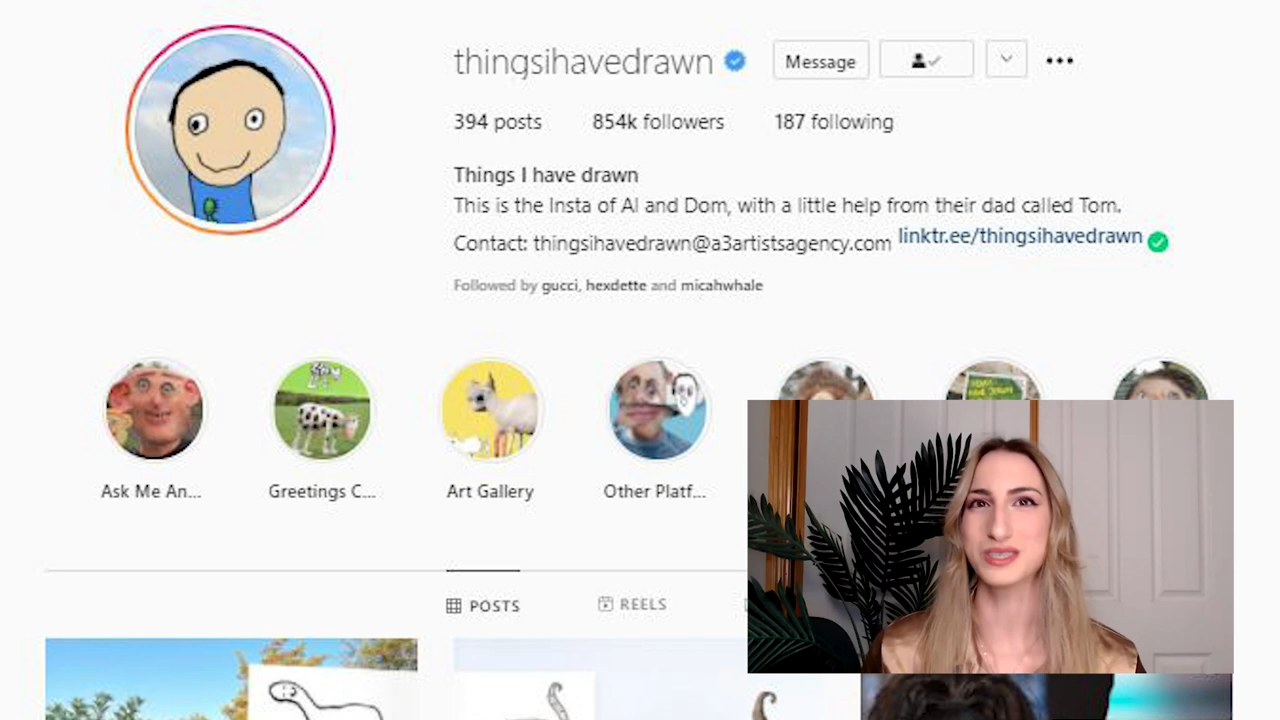 thingsihavedrawn Message
394 posts 854k followers 187 following
Things I have drawn
This is the Insta of Al and Dom, with a little help from their dad called Tom.
Contact: thingsihavedrawn@a3artistsagency.com linktr.ee/thingsihavedrawn
Followed by gucci, hexdette and micahwhale
Ask Me An... Greetings C... Art Gallery Other Platf...
POSTS REELS